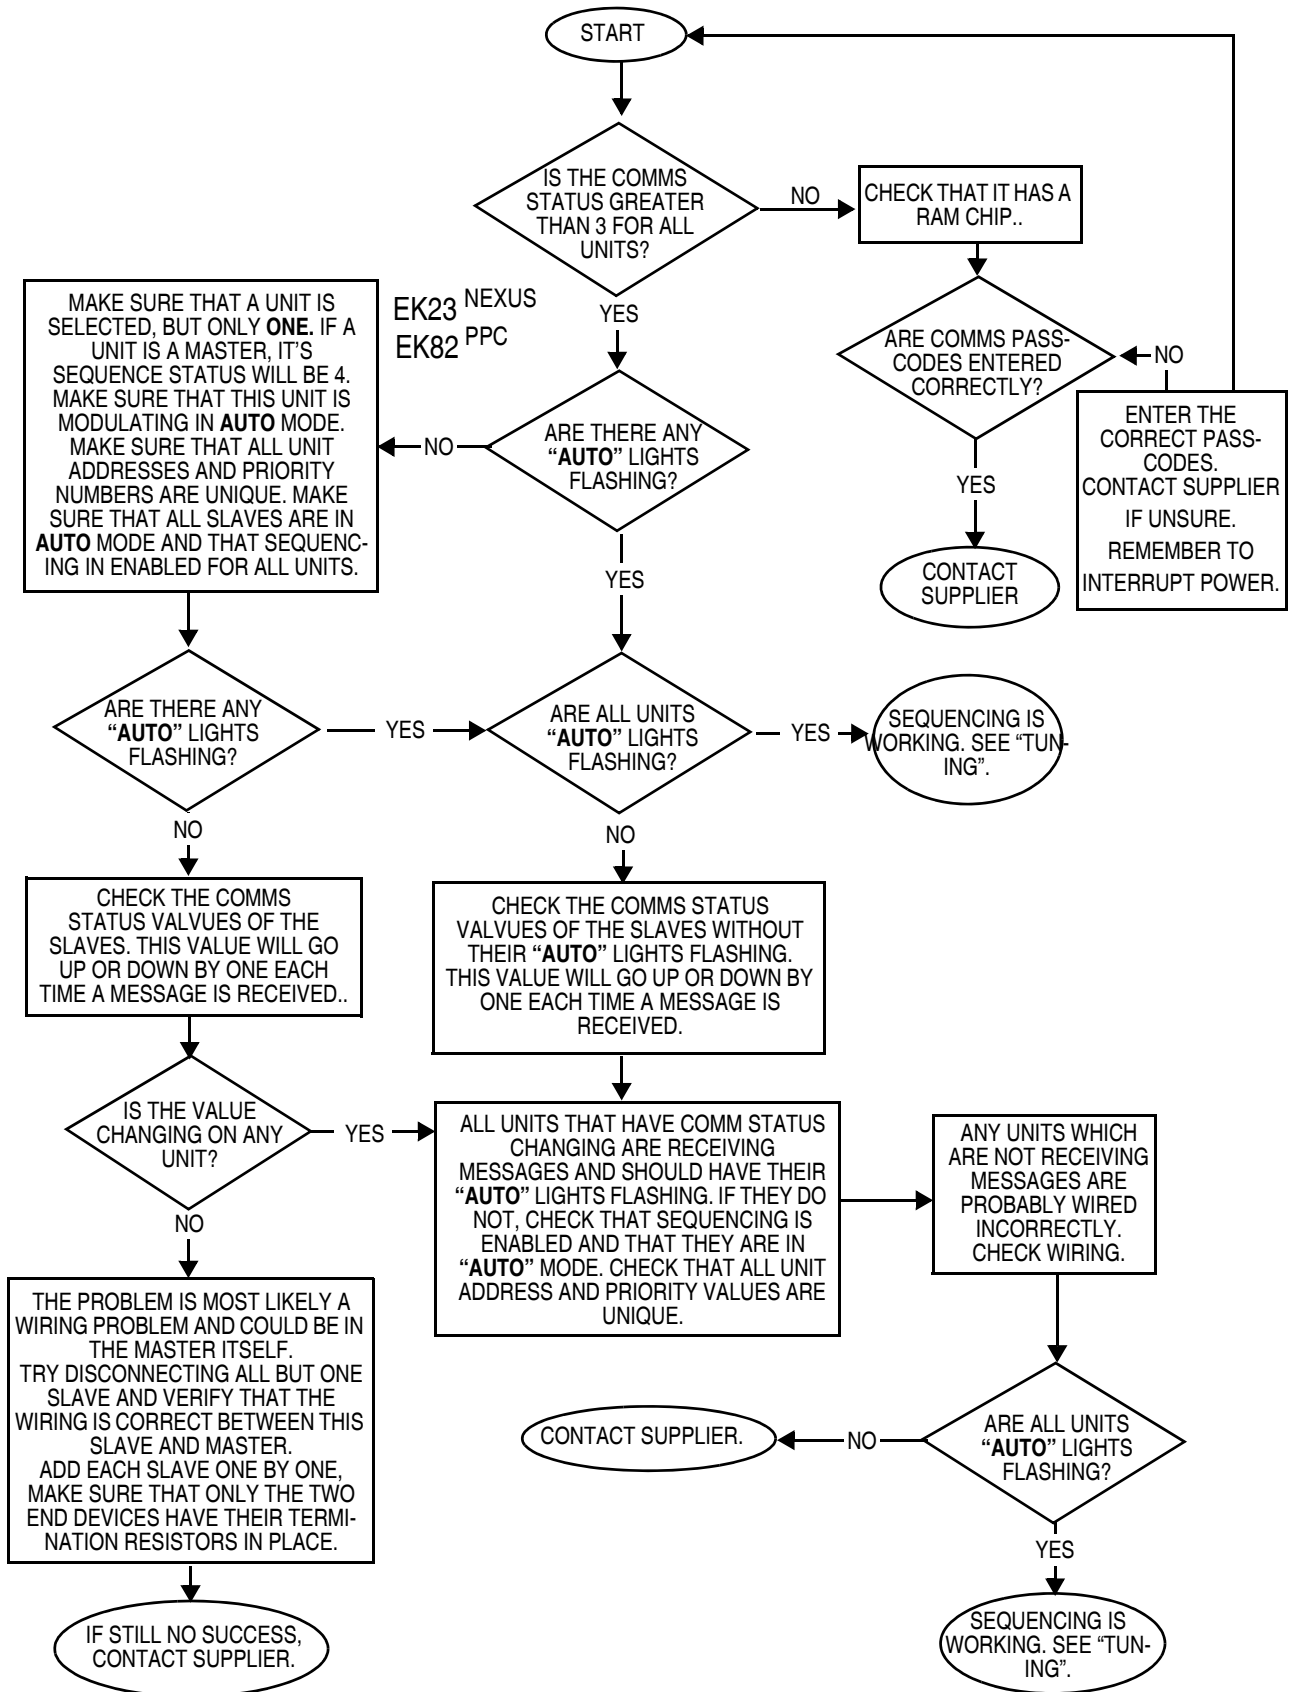 START
IS THE COMMS
STATUS GREATER
THAN 3 FOR ALL
UNITS?
NO
CHECK THAT IT HAS A
RAM CHIP..
YES
ARE COMMS PASS-
CODES ENTERED
CORRECTLY?
NO
ENTER THE
CORRECT PASS-
CODES.
CONTACT SUPPLIER
IF UNSURE.
REMEMBER TO
INTERRUPT POWER.
YES
CONTACT
SUPPLIER
EK23 NEXUS
EK82 PPC
ARE THERE ANY
“AUTO” LIGHTS
FLASHING?
NO
MAKE SURE THAT A UNIT IS
SELECTED, BUT ONLY ONE. IF A
UNIT IS A MASTER, IT’S
SEQUENCE STATUS WILL BE 4.
MAKE SURE THAT THIS UNIT IS
MODULATING IN AUTO MODE.
MAKE SURE THAT ALL UNIT
ADDRESSES AND PRIORITY
NUMBERS ARE UNIQUE. MAKE
SURE THAT ALL SLAVES ARE IN
AUTO MODE AND THAT SEQUENC-
ING IN ENABLED FOR ALL UNITS.
YES
ARE THERE ANY
“AUTO” LIGHTS
FLASHING?
YES
ARE ALL UNITS
“AUTO” LIGHTS
FLASHING?
YES
SEQUENCING IS
WORKING. SEE “TUN-
ING”.
NO
CHECK THE COMMS
STATUS VALVUES OF THE
SLAVES. THIS VALUE WILL GO
UP OR DOWN BY ONE EACH
TIME A MESSAGE IS RECEIVED..
NO
CHECK THE COMMS STATUS
VALVUES OF THE SLAVES WITHOUT
THEIR “AUTO” LIGHTS FLASHING.
THIS VALUE WILL GO UP OR DOWN BY
ONE EACH TIME A MESSAGE IS
RECEIVED.
IS THE VALUE
CHANGING ON ANY
UNIT?
YES
ALL UNITS THAT HAVE COMM STATUS
CHANGING ARE RECEIVING
MESSAGES AND SHOULD HAVE THEIR
“AUTO” LIGHTS FLASHING. IF THEY DO
NOT, CHECK THAT SEQUENCING IS
ENABLED AND THAT THEY ARE IN
“AUTO” MODE. CHECK THAT ALL UNIT
ADDRESS AND PRIORITY VALUES ARE
UNIQUE.
ANY UNITS WHICH
ARE NOT RECEIVING
MESSAGES ARE
PROBABLY WIRED
INCORRECTLY.
CHECK WIRING.
NO
THE PROBLEM IS MOST LIKELY A
WIRING PROBLEM AND COULD BE IN
THE MASTER ITSELF.
TRY DISCONNECTING ALL BUT ONE
SLAVE AND VERIFY THAT THE
WIRING IS CORRECT BETWEEN THIS
SLAVE AND MASTER.
ADD EACH SLAVE ONE BY ONE,
MAKE SURE THAT ONLY THE TWO
END DEVICES HAVE THEIR TERMI-
NATION RESISTORS IN PLACE.
CONTACT SUPPLIER.
NO
ARE ALL UNITS
“AUTO” LIGHTS
FLASHING?
YES
IF STILL NO SUCCESS,
CONTACT SUPPLIER.
SEQUENCING IS
WORKING. SEE “TUN-
ING”.